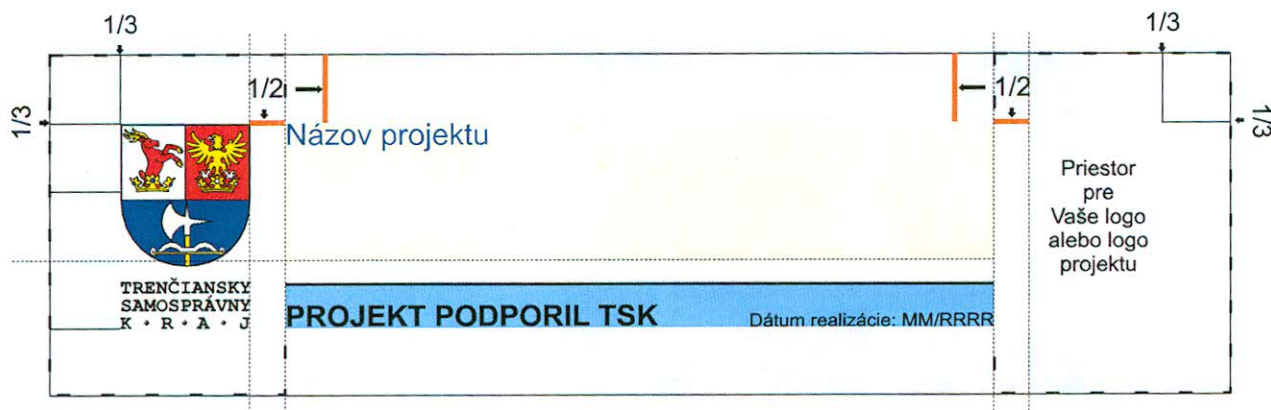 1/3
1/3
1/2
1/2
1/3
1/3
Názov projektu
Priestor
pre
Vaše logo
alebo logo
projektu
TRENČIANSKY
SAMOSPRÁVNY
K • R • A • J
PROJEKT PODPORIL TSK
Dátum realizácie: MM/RRRR